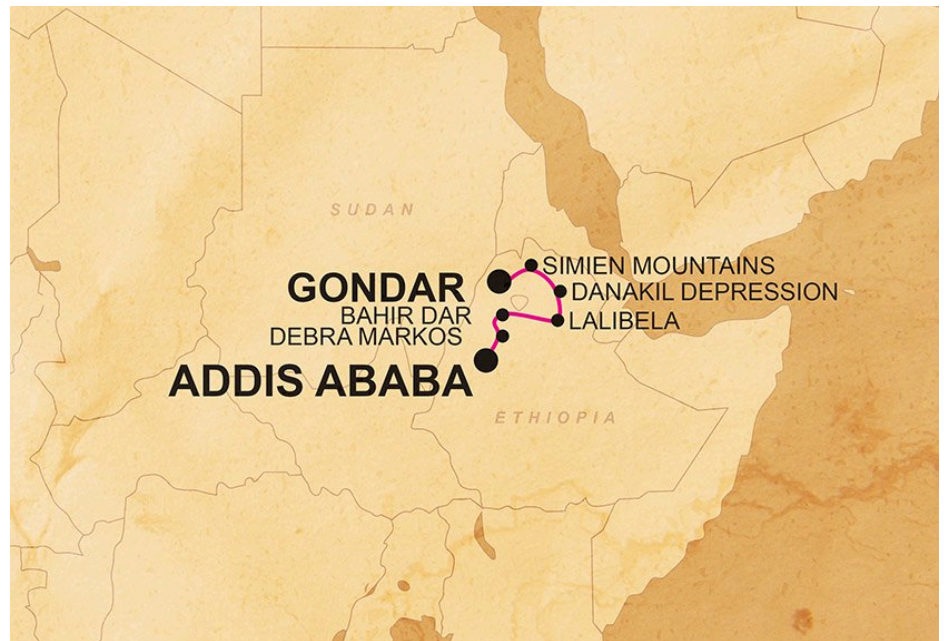 SUDAN
SIMIEN MOUNTAINS
GONDAR
DANAKIL DEPRESSION
BAHIR DAR
LALIBELA
DEBRA MARKOS
ADDIS ABABA
ETHIOPIA